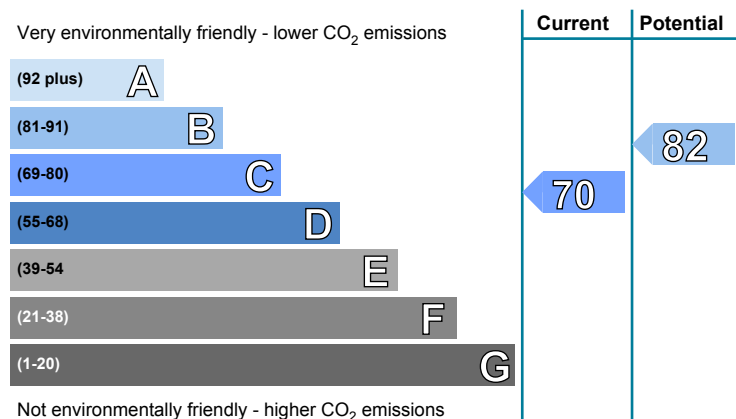 Very environmentally friendly - lower CO₂ emissions
Current
Potential
(92 plus) A
(81-91) B
82
(69-80) C
70
(55-68) D
(39-54 E
(21-38) F
(1-20) G
Not environmentally friendly - higher CO₂ emissions